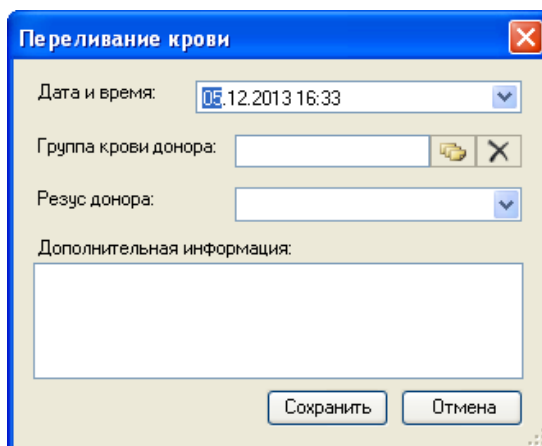 Переливание крови
Дата и время: 05.12.2013 16:33
Группа крови донора:
Резус донора:
Дополнительная информация:
Сохранить Отмена